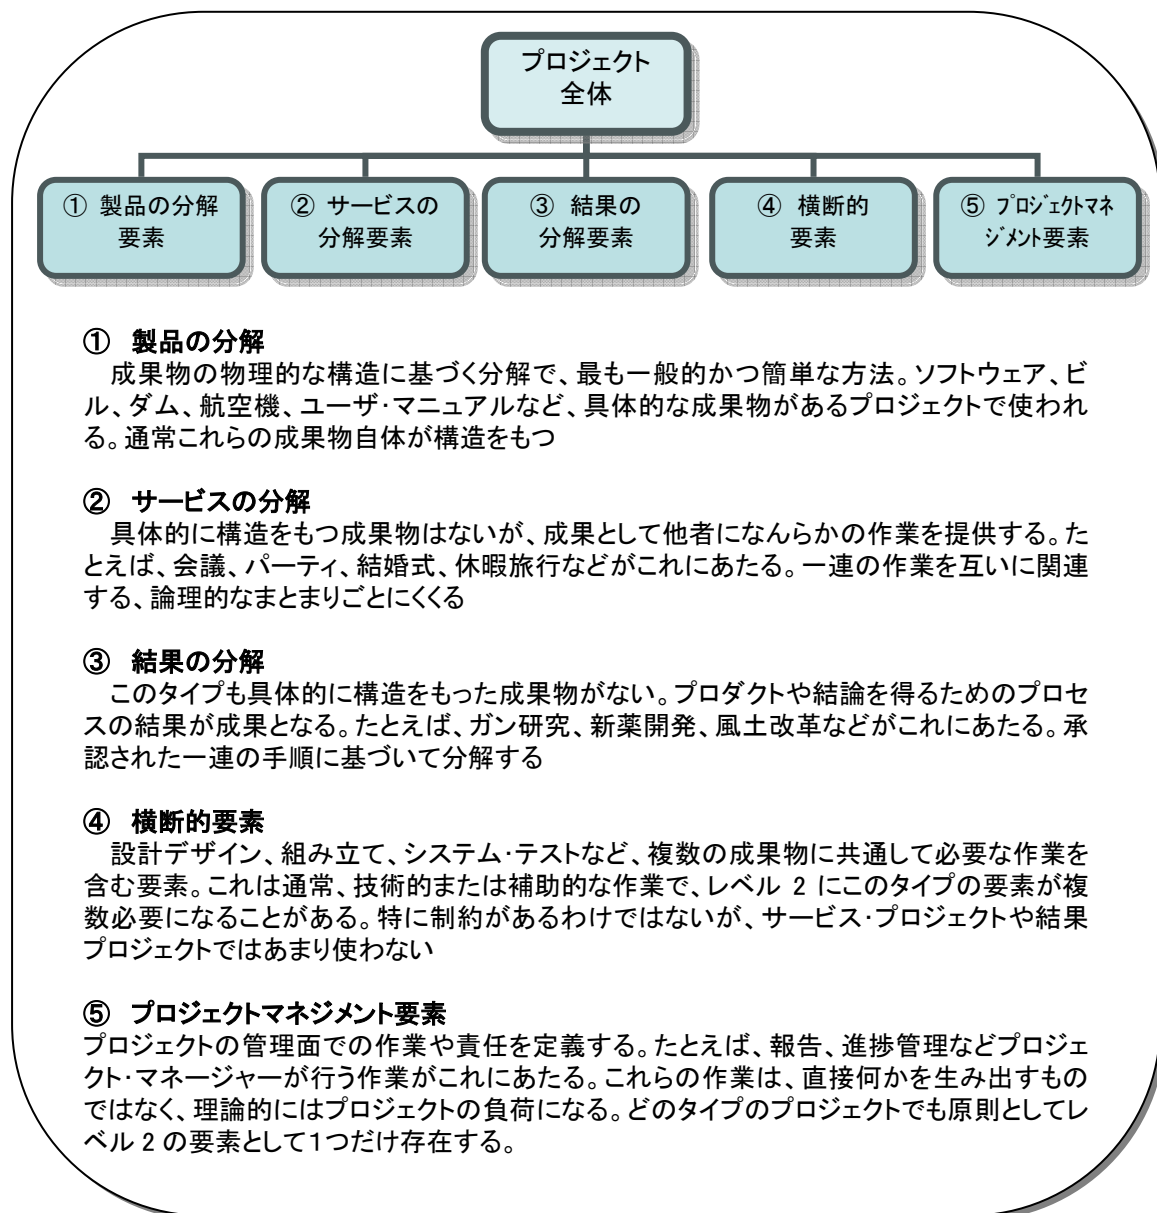 プロジェクト
全体
① 製品の分解
要素
② サービスの
分解要素
③ 結果の
分解要素
④ 横断的
要素
⑤ プロジェクトマネ
ジメント要素
① 製品の分解
成果物の物理的な構造に基づく分解で、最も一般的かつ簡単な方法。ソフトウェア、ビ
ル、ダム、航空機、ユーザ・マニュアルなど、具体的な成果物があるプロジェクトで使われ
る。通常これらの成果物自体が構造をもつ
② サービスの分解
具体的に構造をもつ成果物はないが、成果として他者になんらかの作業を提供する。た
とえば、会議、パーティ、結婚式、休暇旅行などがこれにあたる。一連の作業を互いに関連
する、論理的なまとまりごとにくくる
③ 結果の分解
このタイプも具体的に構造をもった成果物がない。プロダクトや結論を得るためのプロセ
スの結果が成果となる。たとえば、ガン研究、新薬開発、風土改革などがこれにあたる。承
認された一連の手順に基づいて分解する
④ 横断的要素
設計デザイン、組み立て、システム・テストなど、複数の成果物に共通して必要な作業を
含む要素。これは通常、技術的または補助的な作業で、レベル 2 にこのタイプの要素が複
数必要になることがある。特に制約があるわけではないが、サービス・プロジェクトや結果
プロジェクトではあまり使わない
⑤ プロジェクトマネジメント要素
プロジェクトの管理面での作業や責任を定義する。たとえば、報告、進捗管理などプロジェ
クト・マネージャーが行う作業がこれにあたる。これらの作業は、直接何かを生み出すもの
ではなく、理論的にはプロジェクトの負荷になる。どのタイプのプロジェクトでも原則としてレ
ベル 2 の要素として１つだけ存在する。